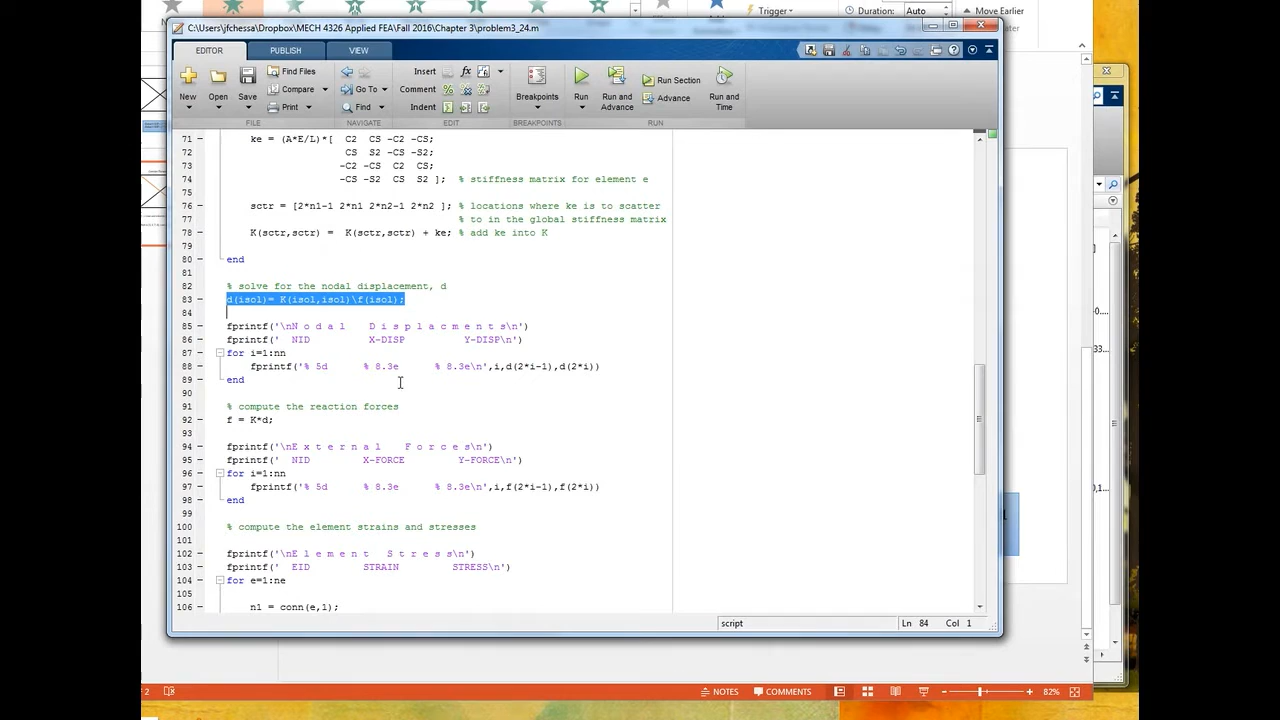 Trigger
Duration:
Auto
Move Earlier
C:\Users\jfchessa\Dropbox\MECH 4326 Applied FEA\Fall 2016\Chapter 3\problem3_24.m
EDITOR
PUBLISH
VIEW
New
Open
Save
Find Files
Compare
Print
Go To
Find
Insert
fx
Comment
%
Indent
Breakpoints
Run
Run and Advance
Run Section
Advance
Run and Time
FILE
NAVIGATE
EDIT
BREAKPOINTS
RUN
71 – ke = (A*E/L)*[ C2 CS -C2 -CS;
72 CS S2 -CS -S2;
73 -C2 -CS C2 CS;
74 -CS -S2 CS S2 ]; % stiffness matrix for element e
75
76 – sctr = [2*n1-1 2*n1 2*n2-1 2*n2 ]; % locations where ke is to scatter
77 % to in the global stiffness matrix
78 – K(sctr,sctr) = K(sctr,sctr) + ke; % add ke into K
79
80 – end
81
82 % solve for the nodal displacement, d
83 – d(isol)= K(isol,isol)\f(isol);
84
85 – fprintf('\nN o d a l D i s p l a c m e n t s\n')
86 – fprintf(' NID X-DISP Y-DISP\n')
87 – for i=1:nn
88 – fprintf('% 5d % 8.3e % 8.3e\n',i,d(2*i-1),d(2*i))
89 – end
90
91 % compute the reaction forces
92 – f = K*d;
93
94 – fprintf('\nE x t e r n a l F o r c e s\n')
95 – fprintf(' NID X-FORCE Y-FORCE\n')
96 – for i=1:nn
97 – fprintf('% 5d % 8.3e % 8.3e\n',i,f(2*i-1),f(2*i))
98 – end
99
100 % compute the element strains and stresses
101
102 – fprintf('\nE l e m e n t S t r e s s\n')
103 – fprintf(' EID STRAIN STRESS\n')
104 – for e=1:ne
105
106 – n1 = conn(e,1);
script
Ln 84 Col 1
F 2
NOTES
COMMENTS
82%